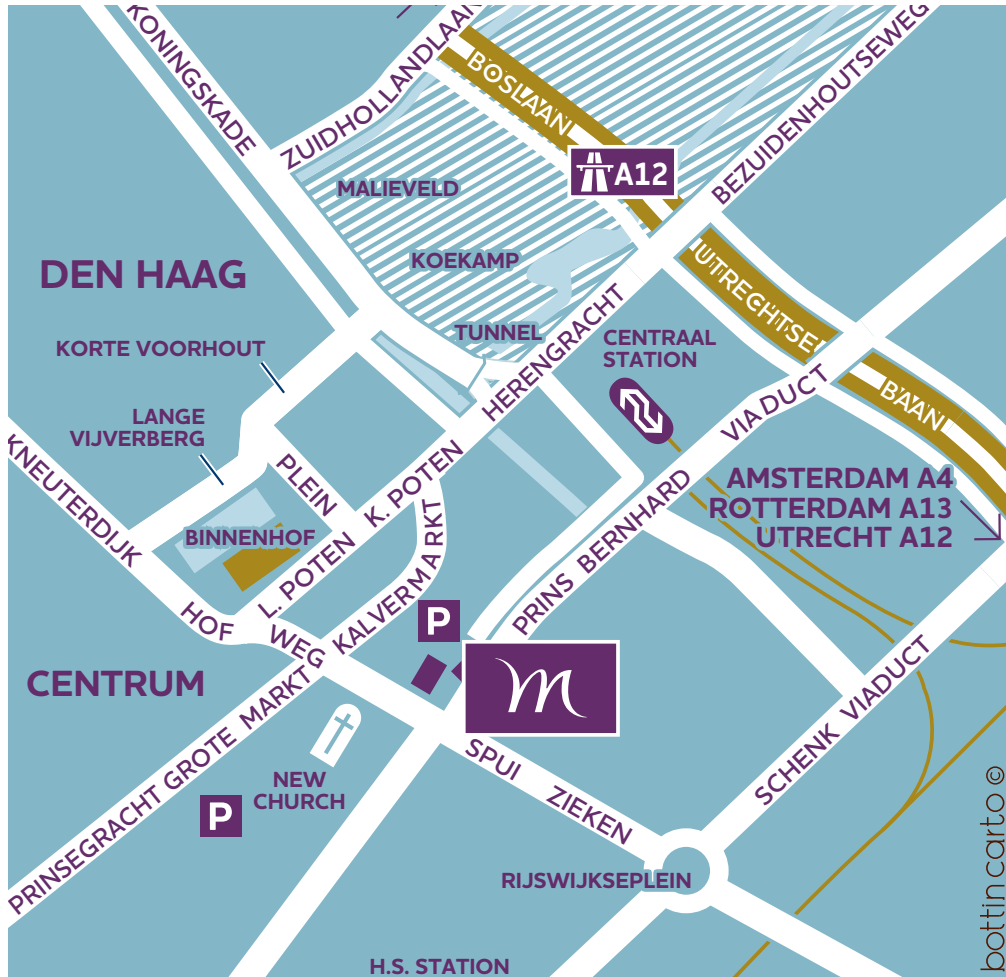 KONINGSKADE
ZUIDHOLLANDLAAN
BOSLAAN
BEZUIDENHOUTSEWEG
A12
MALIEVELD
KOEKAMP
DEN HAAG
UTRECHTSE
BAAN
TUNNEL
HERENGRACHT
CENTRAAL
STATION
KORTE VOORHOUT
LANGE
VIJVERBERG
KNEUTERDIJK
PLEIN
K. POTEN
VIADUCT
PRINS BERNHARD
AMSTERDAM A4
ROTTERDAM A13
UTRECHT A12
BINNENHOF
L. POTEN
KALVERMARKT
HOF
WEG
P
m
CENTRUM
GROTE MARKT
PRINSEGRACHT
SPUI
NEW
CHURCH
P
ZIEKEN
SCHENK VIADUCT
RIJSWIJKSEPLEIN
H.S. STATION
bottin carto ©